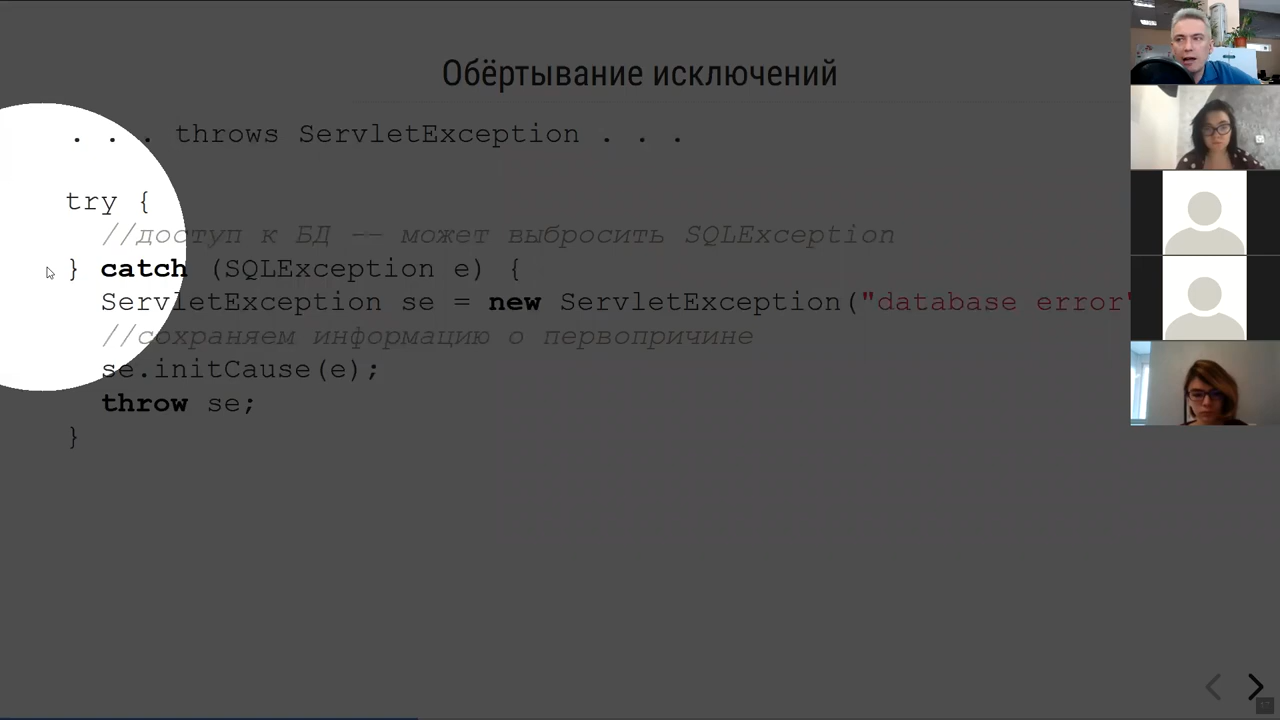 Обёртывание исключений
. . . throws ServletException . . .
try {
//доступ к БД -- может выбросить SQLException
} catch (SQLException e) {
ServletException se = new ServletException("database error"
//сохраняем информацию о первопричине
se.initCause(e);
throw se;
}